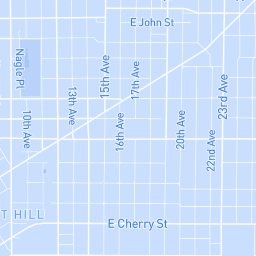 E John St
Nagle Pl
15th Ave
17th Ave
23rd Ave
13th Ave
10th Ave
16th Ave
20th Ave
22nd Ave
T HILL
E Cherry St